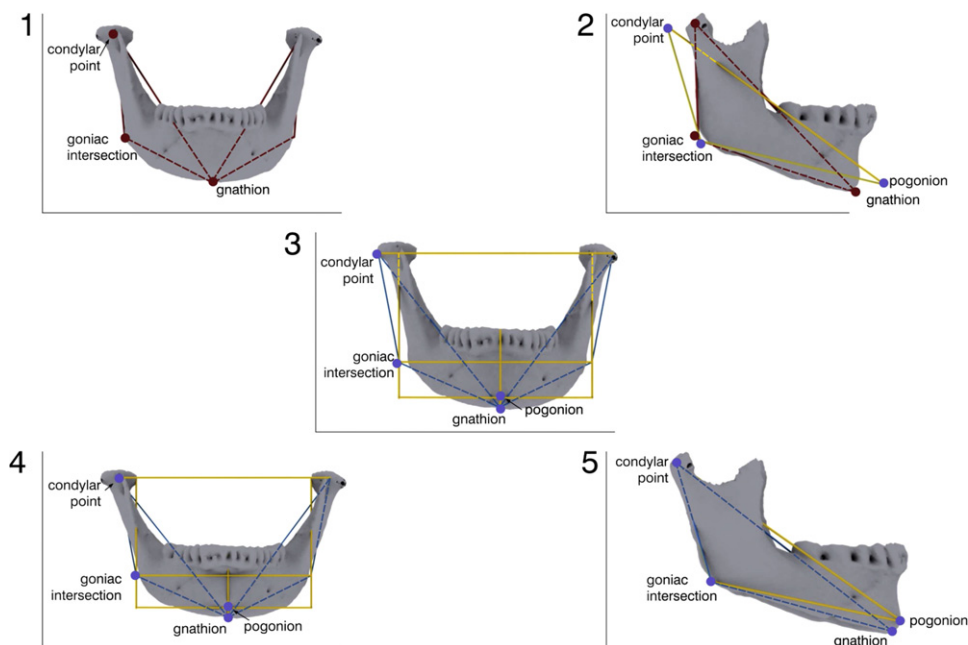 1
condylar
point
goniac
intersection
gnathion
2
condylar
point
goniac
intersection
pogonion
gnathion
3
condylar
point
goniac
intersection
pogonion
gnathion
4
condylar
point
goniac
intersection
pogonion
gnathion
5
condylar
point
goniac
intersection
pogonion
gnathion